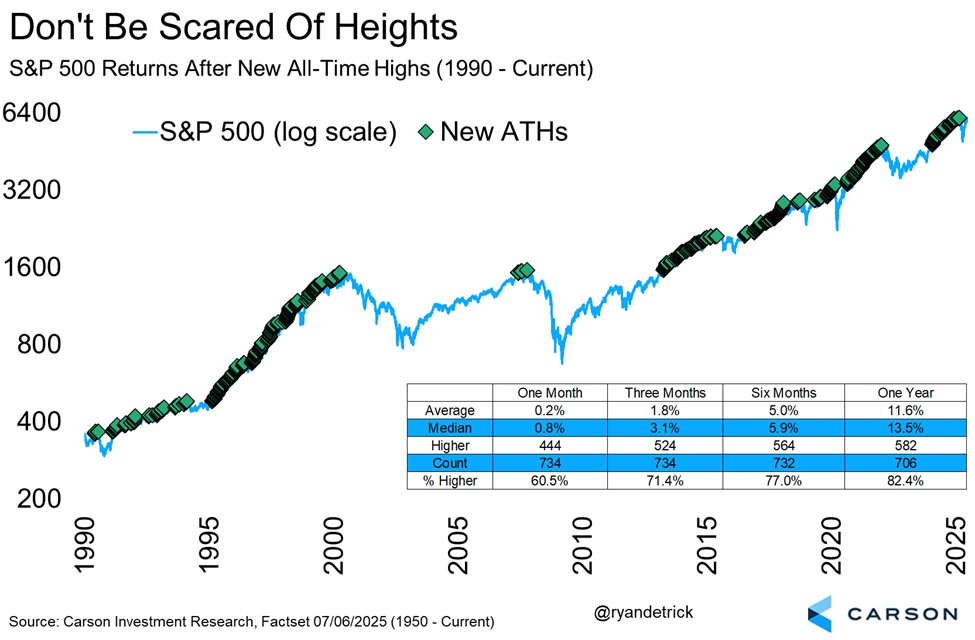 Don't Be Scared Of Heights
S&P 500 Returns After New All-Time Highs (1990 - Current)
6400
S&P 500 (log scale) New ATHs
3200
1600
800
400
200
One Month Three Months Six Months One Year
Average 0.2% 1.8% 5.0% 11.6%
Median 0.8% 3.1% 5.9% 13.5%
Higher 444 524 564 582
Count 734 734 732 706
% Higher 60.5% 71.4% 77.0% 82.4%
1990 1995 2000 2005 2010 2015 2020 2025
Source: Carson Investment Research, Factset 07/06/2025 (1950 - Current)
@ryandetrick
CARSON